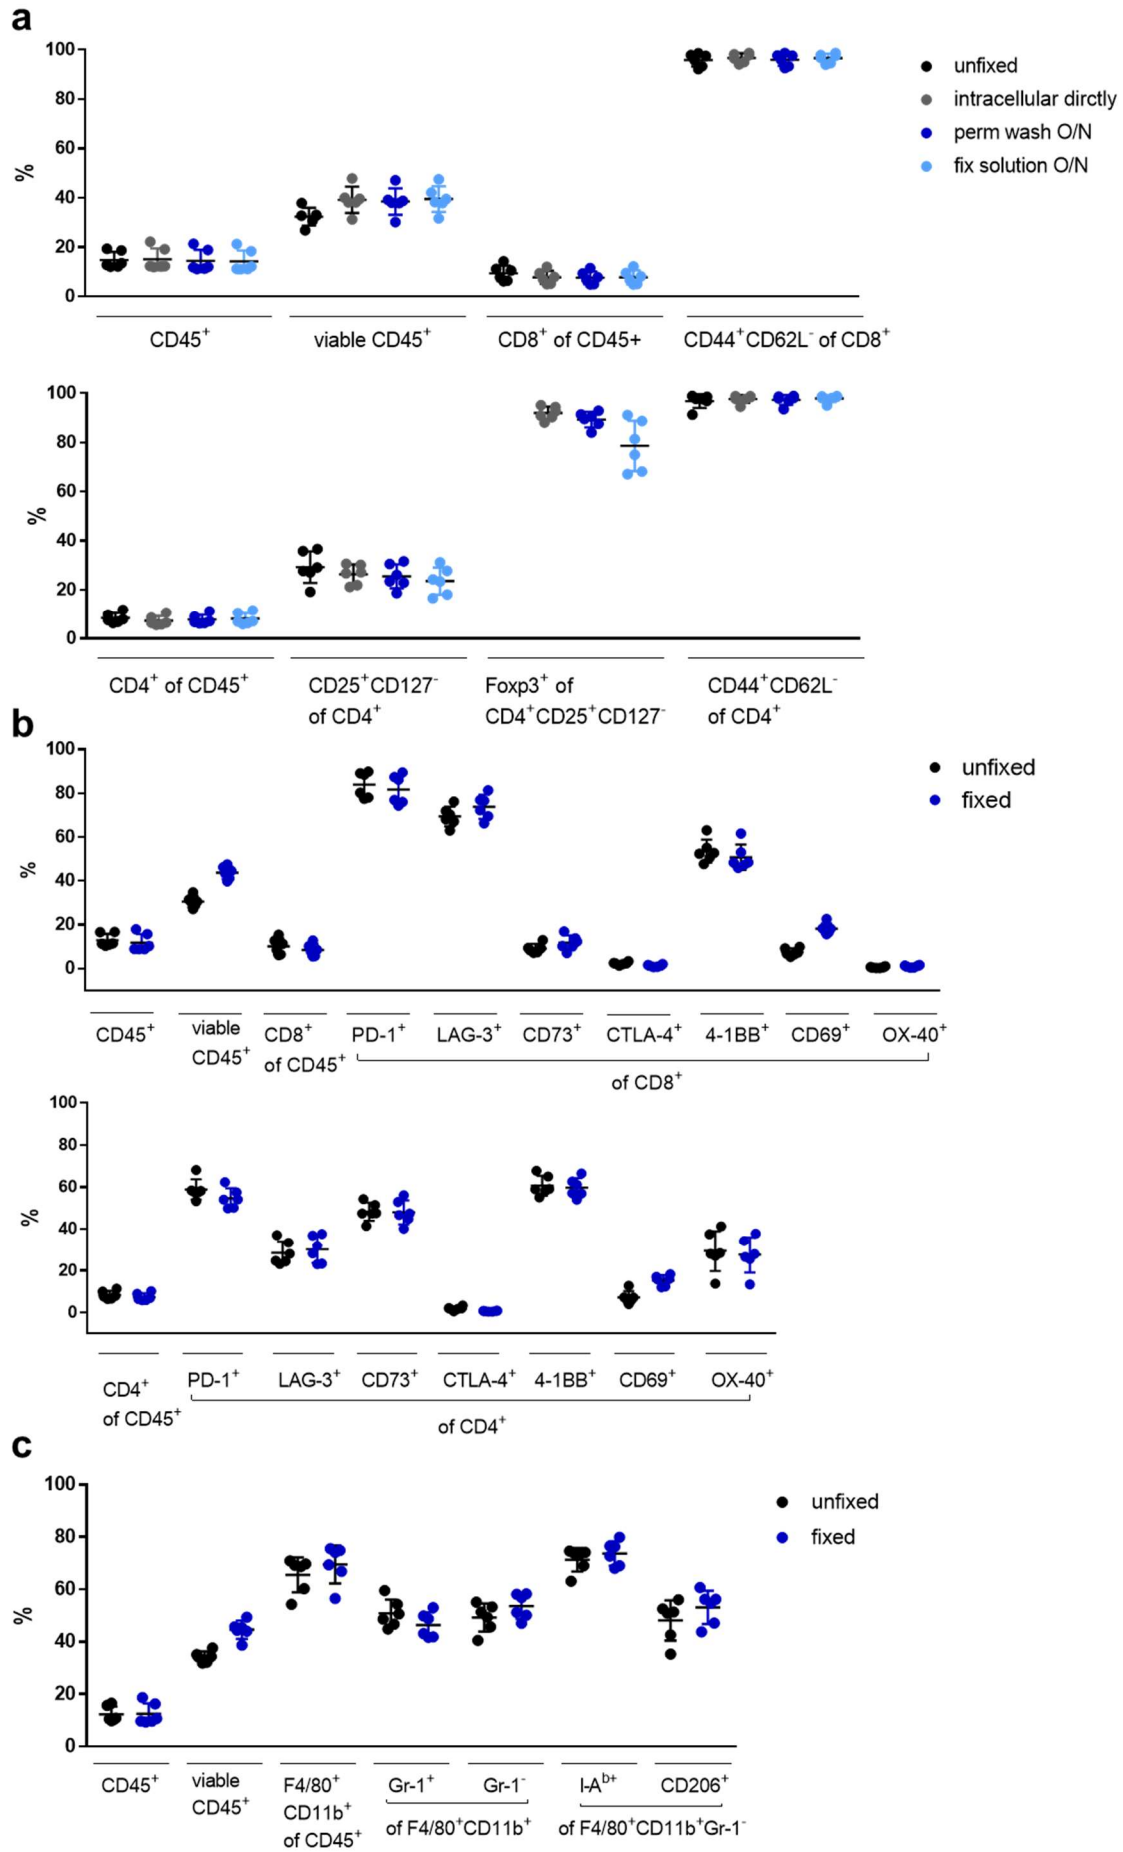 a
100
80
60
40
20
0
%
unfixed
intracellular dirctly
perm wash O/N
fix solution O/N
CD45⁺
viable CD45⁺
CD8⁺ of CD45+
CD44⁺CD62L⁻ of CD8⁺
100
80
60
40
20
0
%
CD4⁺ of CD45⁺
CD25⁺CD127⁻
of CD4⁺
Foxp3⁺ of
CD4⁺CD25⁺CD127⁻
CD44⁺CD62L⁻
of CD4⁺
b
100
80
60
40
20
0
%
unfixed
fixed
CD45⁺
viable
CD45⁺
CD8⁺
of CD45⁺
PD-1⁺
LAG-3⁺
CD73⁺
CTLA-4⁺
4-1BB⁺
CD69⁺
OX-40⁺
of CD8⁺
100
80
60
40
20
0
%
CD4⁺
of CD45⁺
PD-1⁺
LAG-3⁺
CD73⁺
CTLA-4⁺
4-1BB⁺
CD69⁺
OX-40⁺
of CD4⁺
c
100
80
60
40
20
0
%
unfixed
fixed
CD45⁺
viable
CD45⁺
F4/80⁺
CD11b⁺
of CD45⁺
Gr-1⁺
Gr-1⁻
of F4/80⁺CD11b⁺
I-Aᵇ⁺
CD206⁺
of F4/80⁺CD11b⁺Gr-1⁻